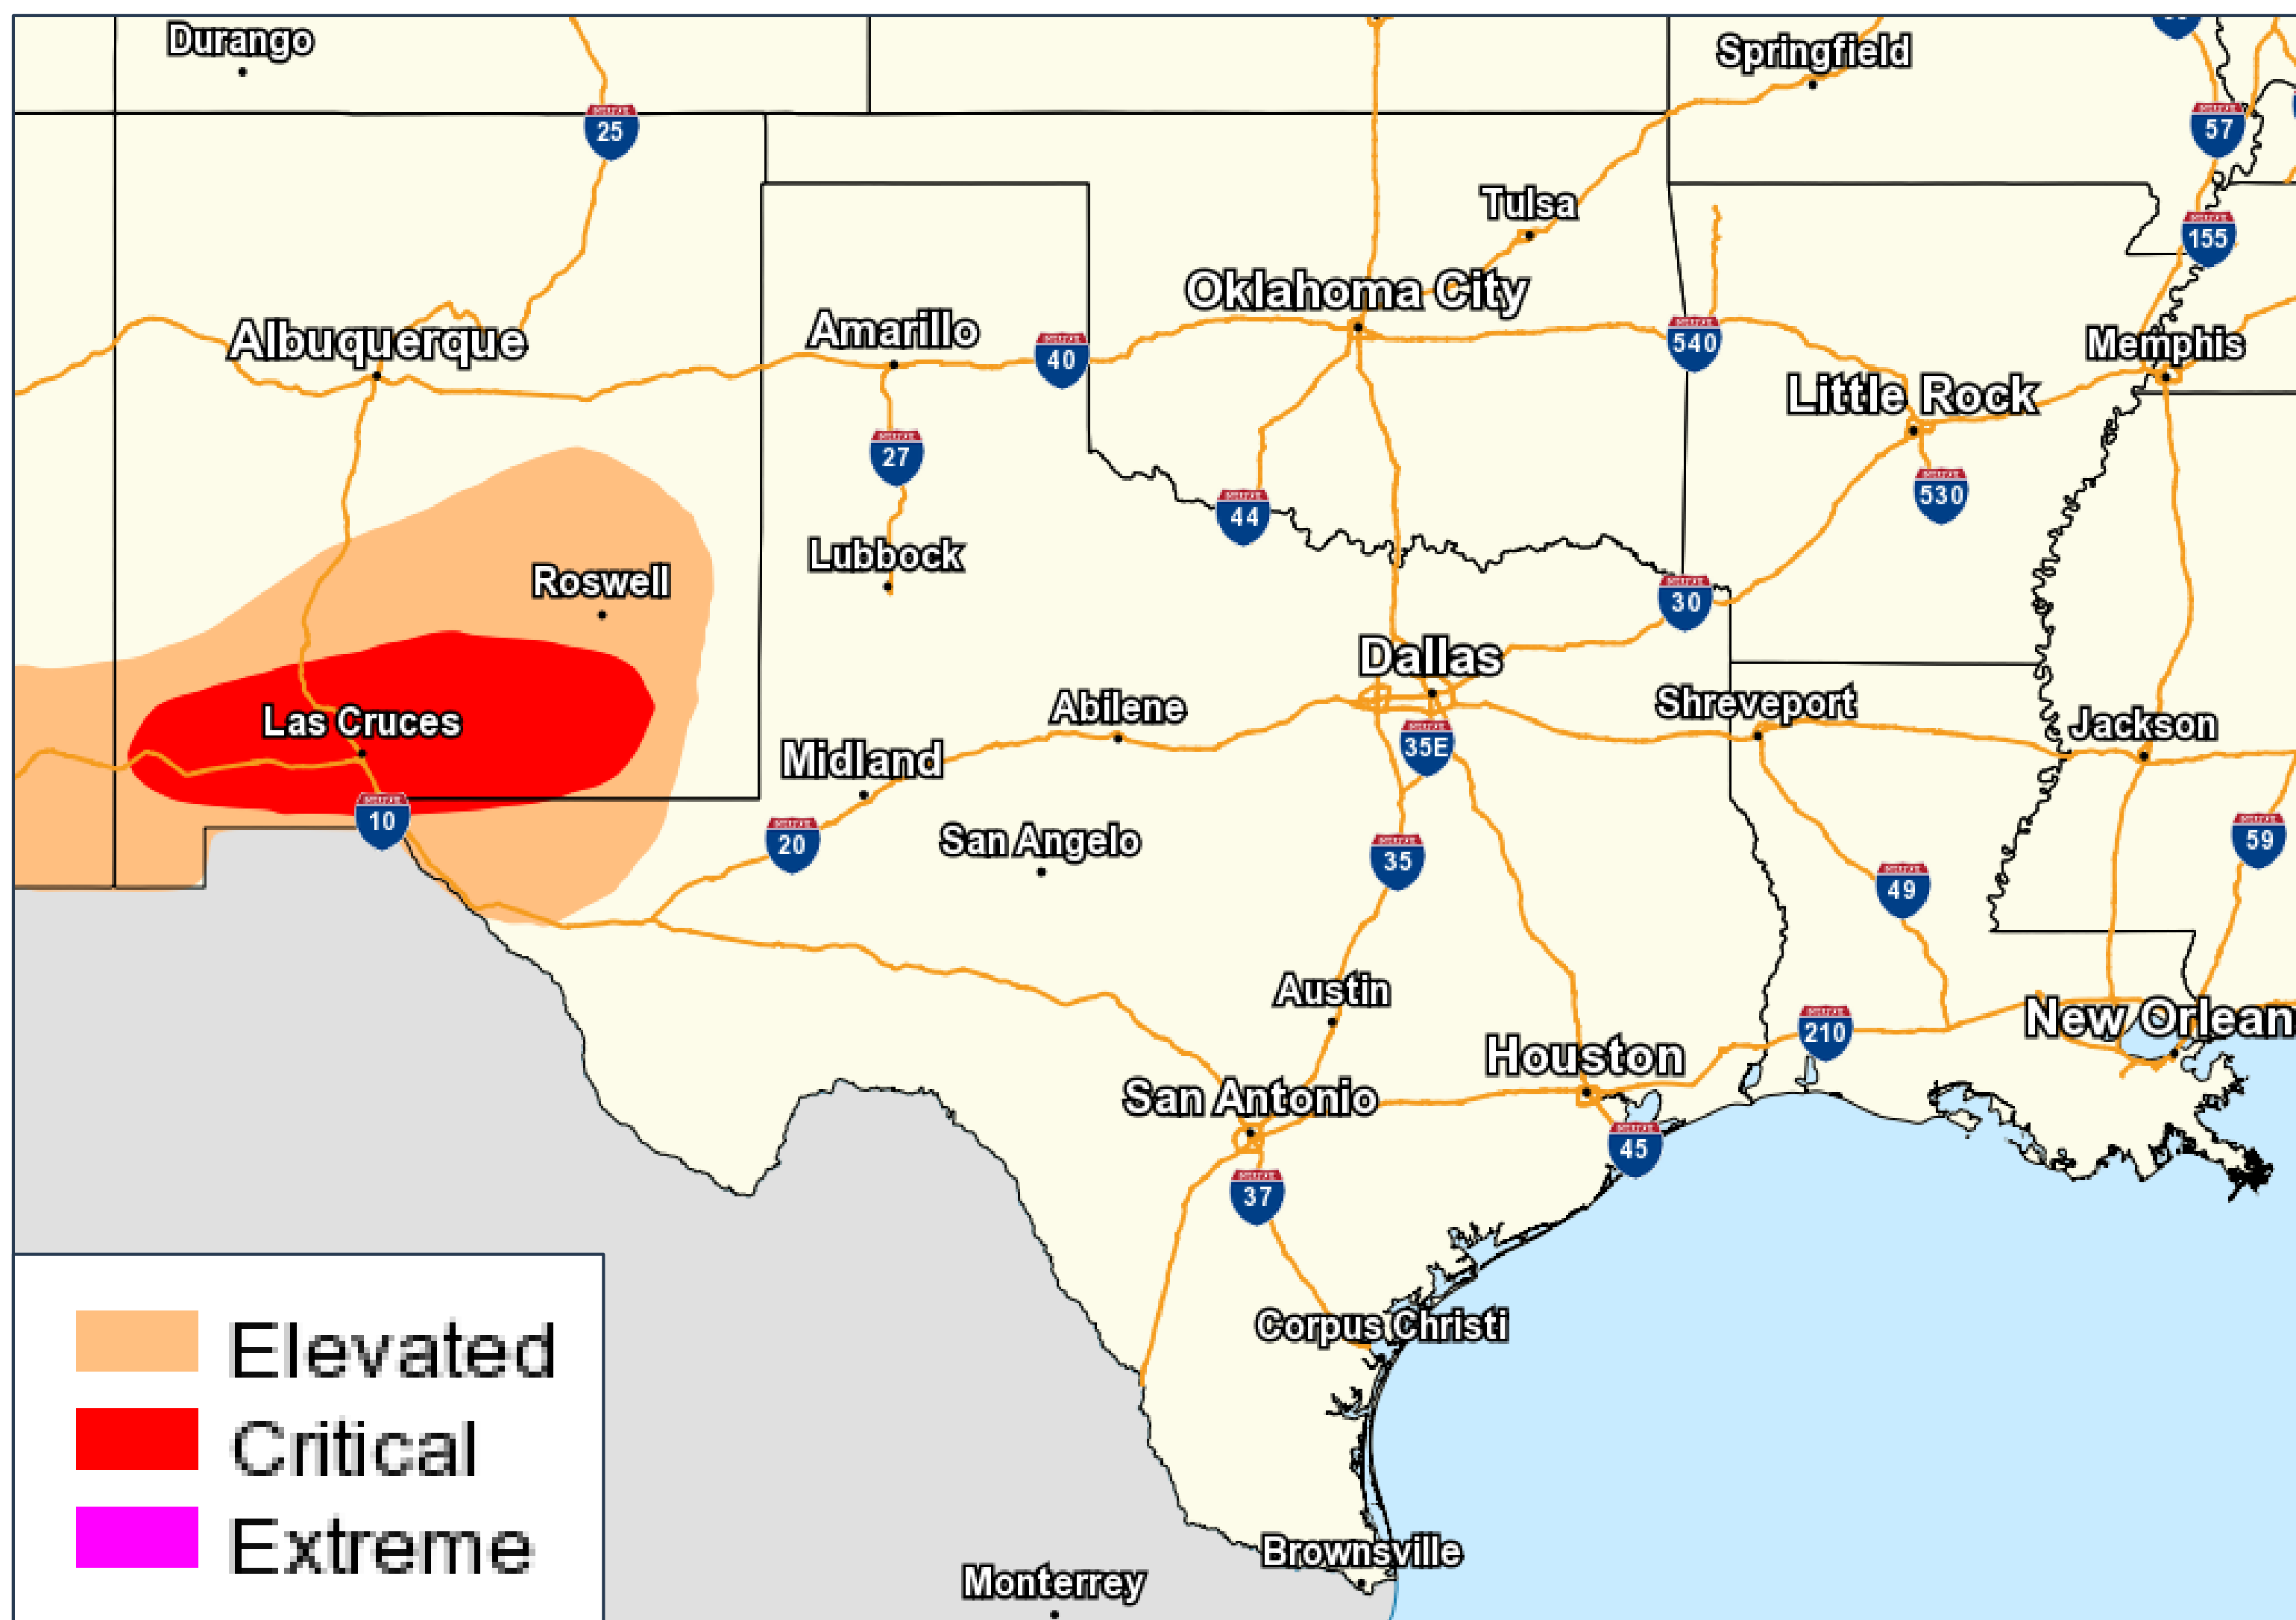 Durango
Springfield
25
57
Tulsa
155
Oklahoma City
Albuquerque
Amarillo
40
540
Memphis
Little Rock
27
530
44
Lubbock
Roswell
30
Dallas
Las Cruces
Abilene
Shreveport
Jackson
35E
Midland
10
20
San Angelo
35
59
49
Austin
New Orlean
210
Houston
San Antonio
45
37
Corpus Christi
Elevated
Critical
Extreme
Brownsville
Monterrey